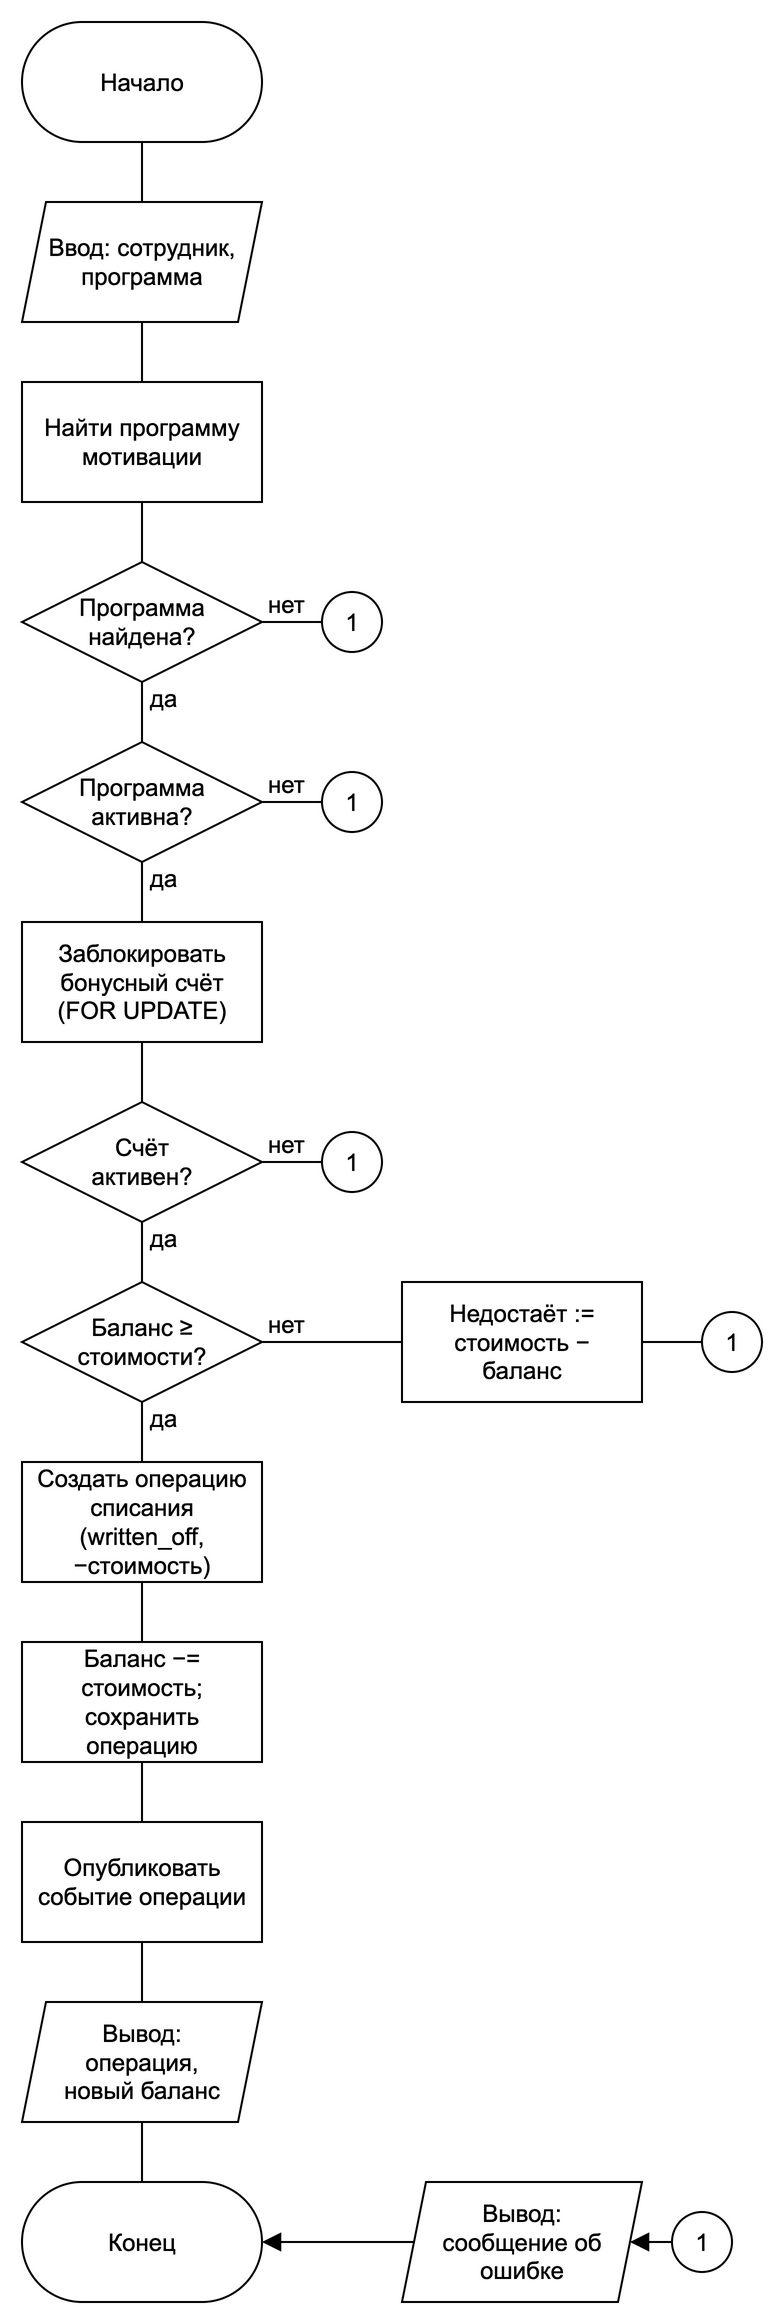 Начало
Ввод: сотрудник,
программа
Найти программу
мотивации
Программа
найдена?
нет
1
да
Программа
активна?
нет
1
да
Заблокировать
бонусный счёт
(FOR UPDATE)
Счёт
активен?
нет
1
да
Баланс ≥
стоимости?
нет
Недостаёт :=
стоимость −
баланс
1
да
Создать операцию
списания
(written_off,
−стоимость)
Баланс −=
стоимость;
сохранить
операцию
Опубликовать
событие операции
Вывод:
операция,
новый баланс
Конец
Вывод:
сообщение об
ошибке
1